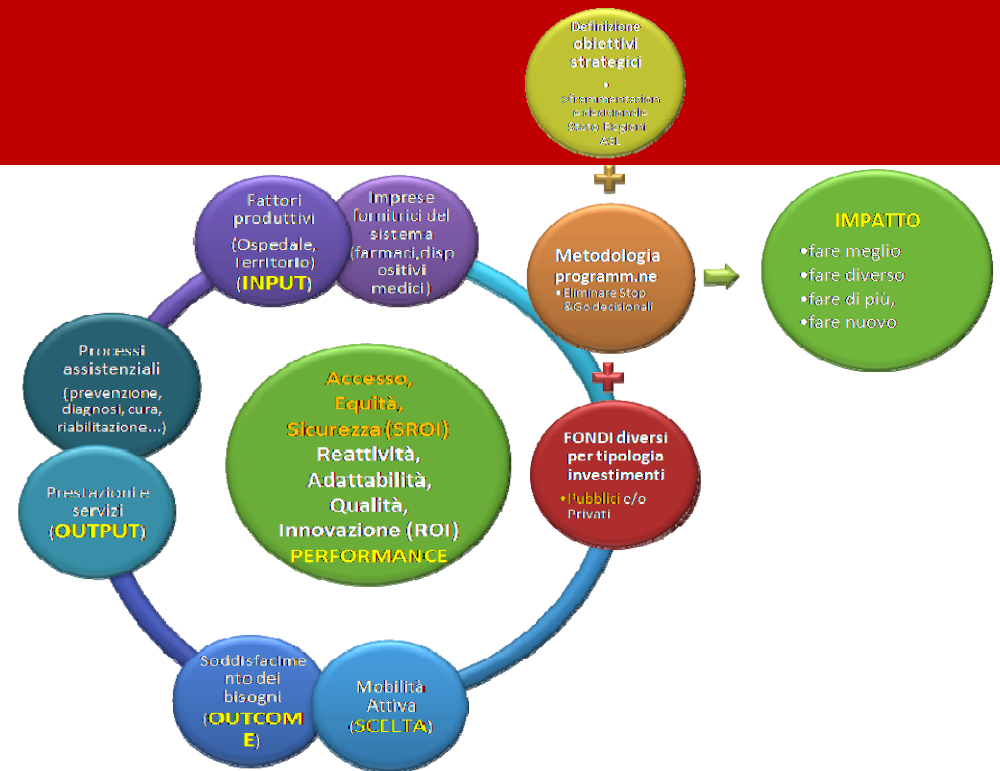 Definizione
obiettivi
strategici
•
>frammentazion
e decisionale
Stato Regioni
ASL
Fattori
produttivi
(Ospedale,
Territorio)
(INPUT)
Imprese
fornitrici del
sistema
(farmaci,disp
ositivi
medici)
Metodologia
programm.ne
•Eliminare Stop
&Go decisionali
IMPATTO
•fare meglio
•fare diverso
•fare di più,
•fare nuovo
Processi
assistenziali
(prevenzione,
diagnosi, cura,
riabilitazione...)
Accesso,
Equità,
Sicurezza (SROI)
Reattività,
Adattabilità,
Qualità,
Innovazione (ROI)
PERFORMANCE
FONDI diversi
per tipologia
investimenti
•Pubblici e/o
Privati
Prestazioni e
servizi
(OUTPUT)
Soddisfacime
nto dei
bisogni
(OUTCOM
E)
Mobilità
Attiva
(SCELTA)